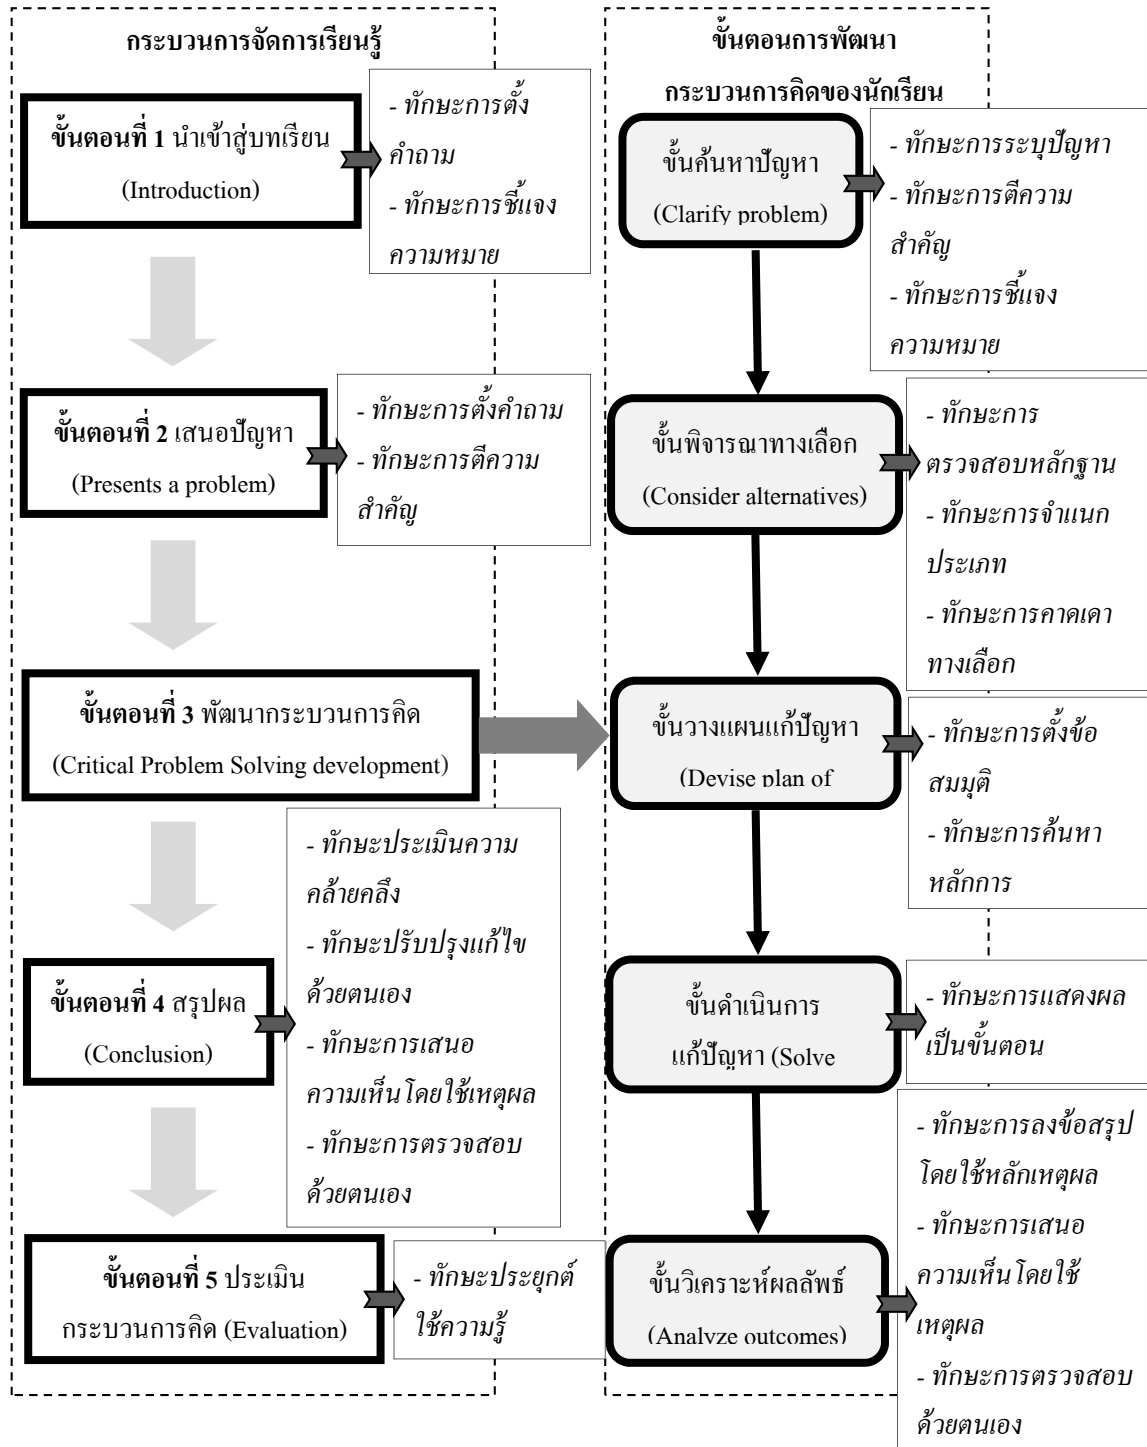 กระบวนการจัดการเรียนรู้
ขั้นตอนที่ 1 นำเข้าสู่บทเรียน
(Introduction)
- ทักษะการตั้ง
คำถาม
- ทักษะการชี้แจง
ความหมาย
ขั้นตอนที่ 2 เสนอปัญหา
(Presents a problem)
- ทักษะการตั้งคำถาม
- ทักษะการตีความ
สำคัญ
ขั้นตอนที่ 3 พัฒนากระบวนการคิด
(Critical Problem Solving development)
ขั้นตอนที่ 4 สรุปผล
(Conclusion)
- ทักษะประเมินความ
คล้ายคลึง
- ทักษะปรับปรุงแก้ไข
ด้วยตนเอง
- ทักษะการเสนอ
ความเห็นโดยใช้เหตุผล
- ทักษะการตรวจสอบ
ด้วยตนเอง
ขั้นตอนที่ 5 ประเมิน
กระบวนการคิด (Evaluation)
- ทักษะประยุกต์
ใช้ความรู้
ขั้นตอนการพัฒนา
กระบวนการคิดของนักเรียน
ขั้นค้นหาปัญหา
(Clarify problem)
- ทักษะการระบุปัญหา
- ทักษะการตีความ
สำคัญ
- ทักษะการชี้แจง
ความหมาย
ขั้นพิจารณาทางเลือก
(Consider alternatives)
- ทักษะการ
ตรวจสอบหลักฐาน
- ทักษะการจำแนก
ประเภท
- ทักษะการคาดเดา
ทางเลือก
ขั้นวางแผนแก้ปัญหา
(Devise plan of
- ทักษะการตั้งข้อ
สมมุติ
- ทักษะการค้นหา
หลักการ
ขั้นดำเนินการ
แก้ปัญหา (Solve
- ทักษะการแสดงผล
เป็นขั้นตอน
ขั้นวิเคราะห์ผลลัพธ์
(Analyze outcomes)
- ทักษะการลงข้อสรุป
โดยใช้หลักเหตุผล
- ทักษะการเสนอ
ความเห็นโดยใช้
เหตุผล
- ทักษะการตรวจสอบ
ด้วยตนเอง